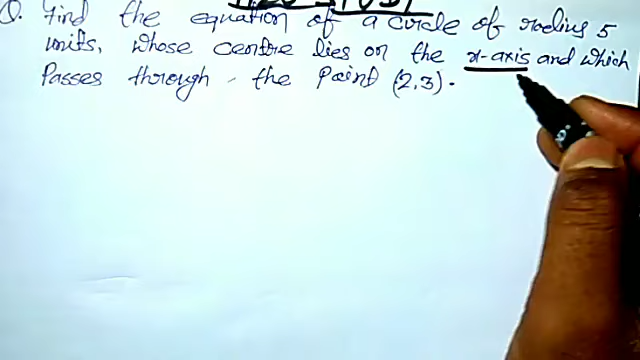 Q. Find the equation of a circle of radius 5
units, whose centre lies on the x-axis and which
Passes through the point (2,3).